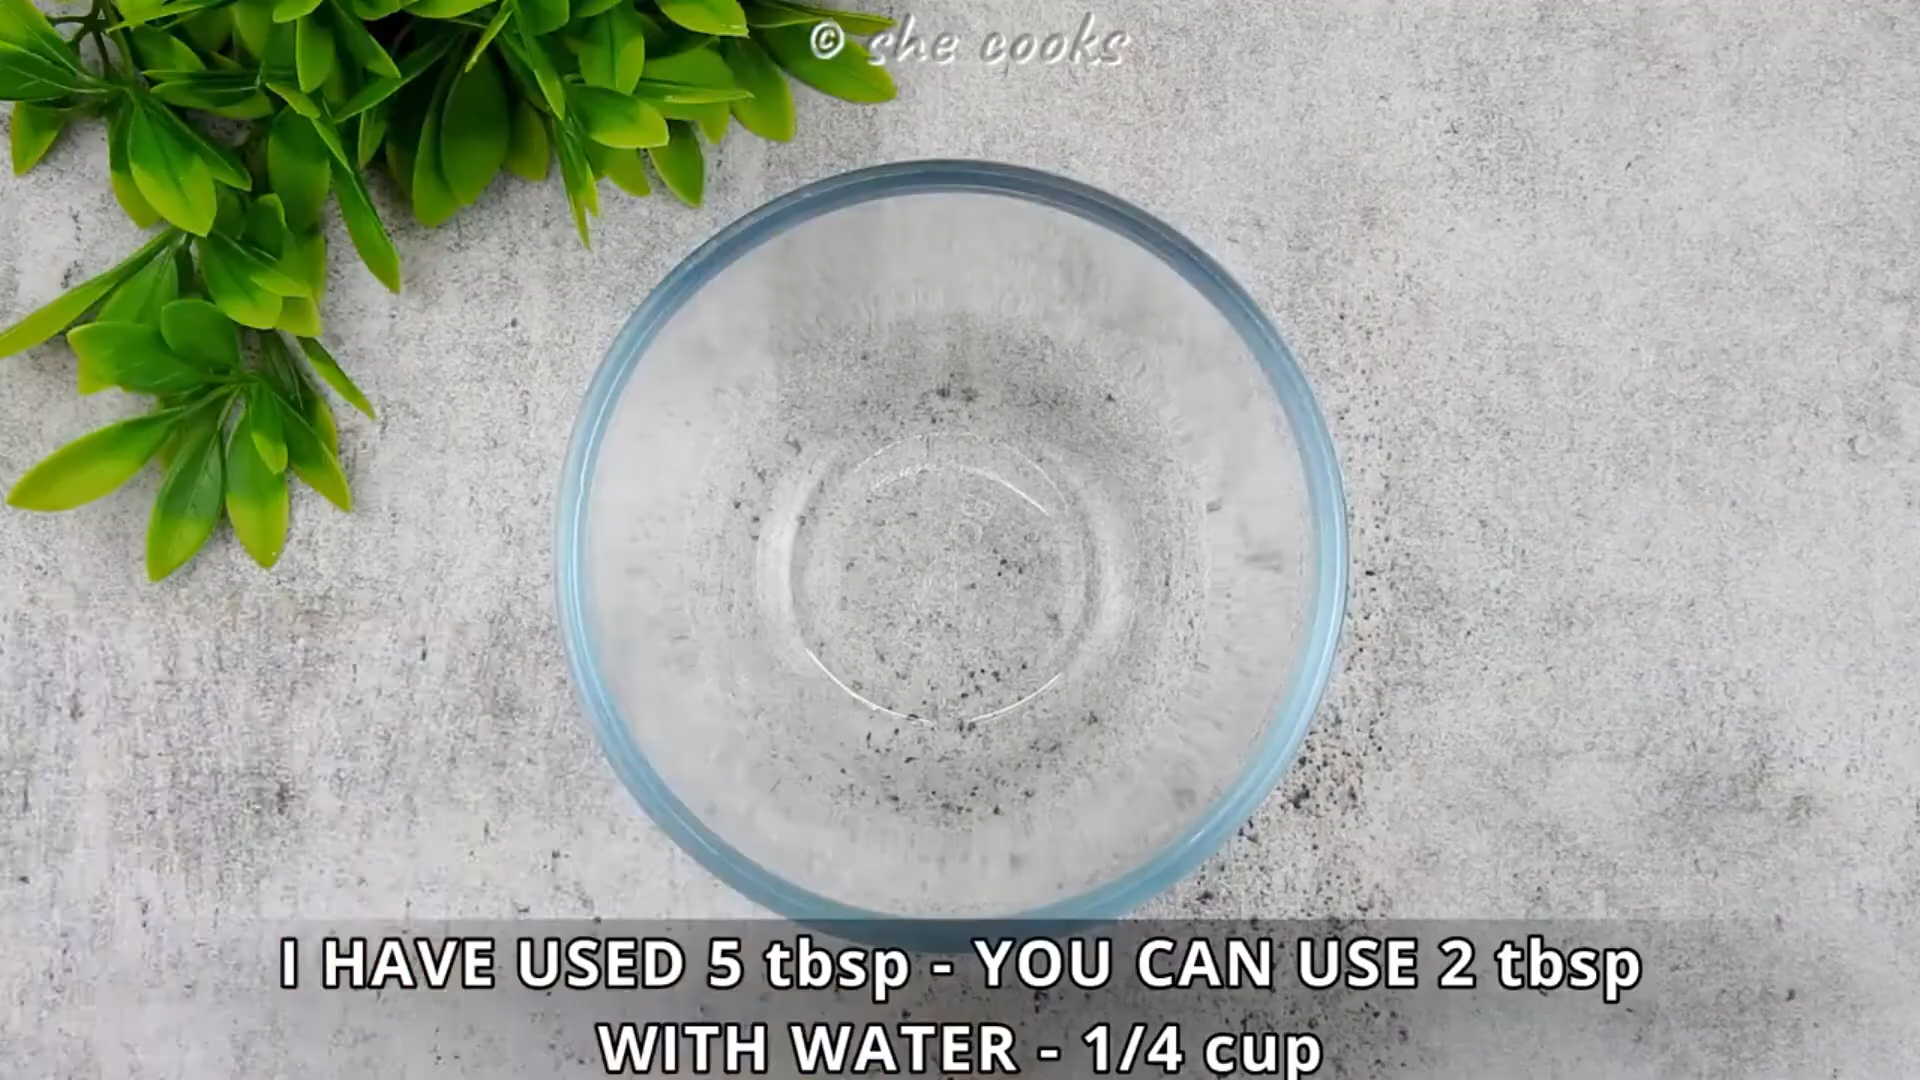 © she cooks
I HAVE USED 5 tbsp - YOU CAN USE 2 tbsp
WITH WATER - 1/4 cup